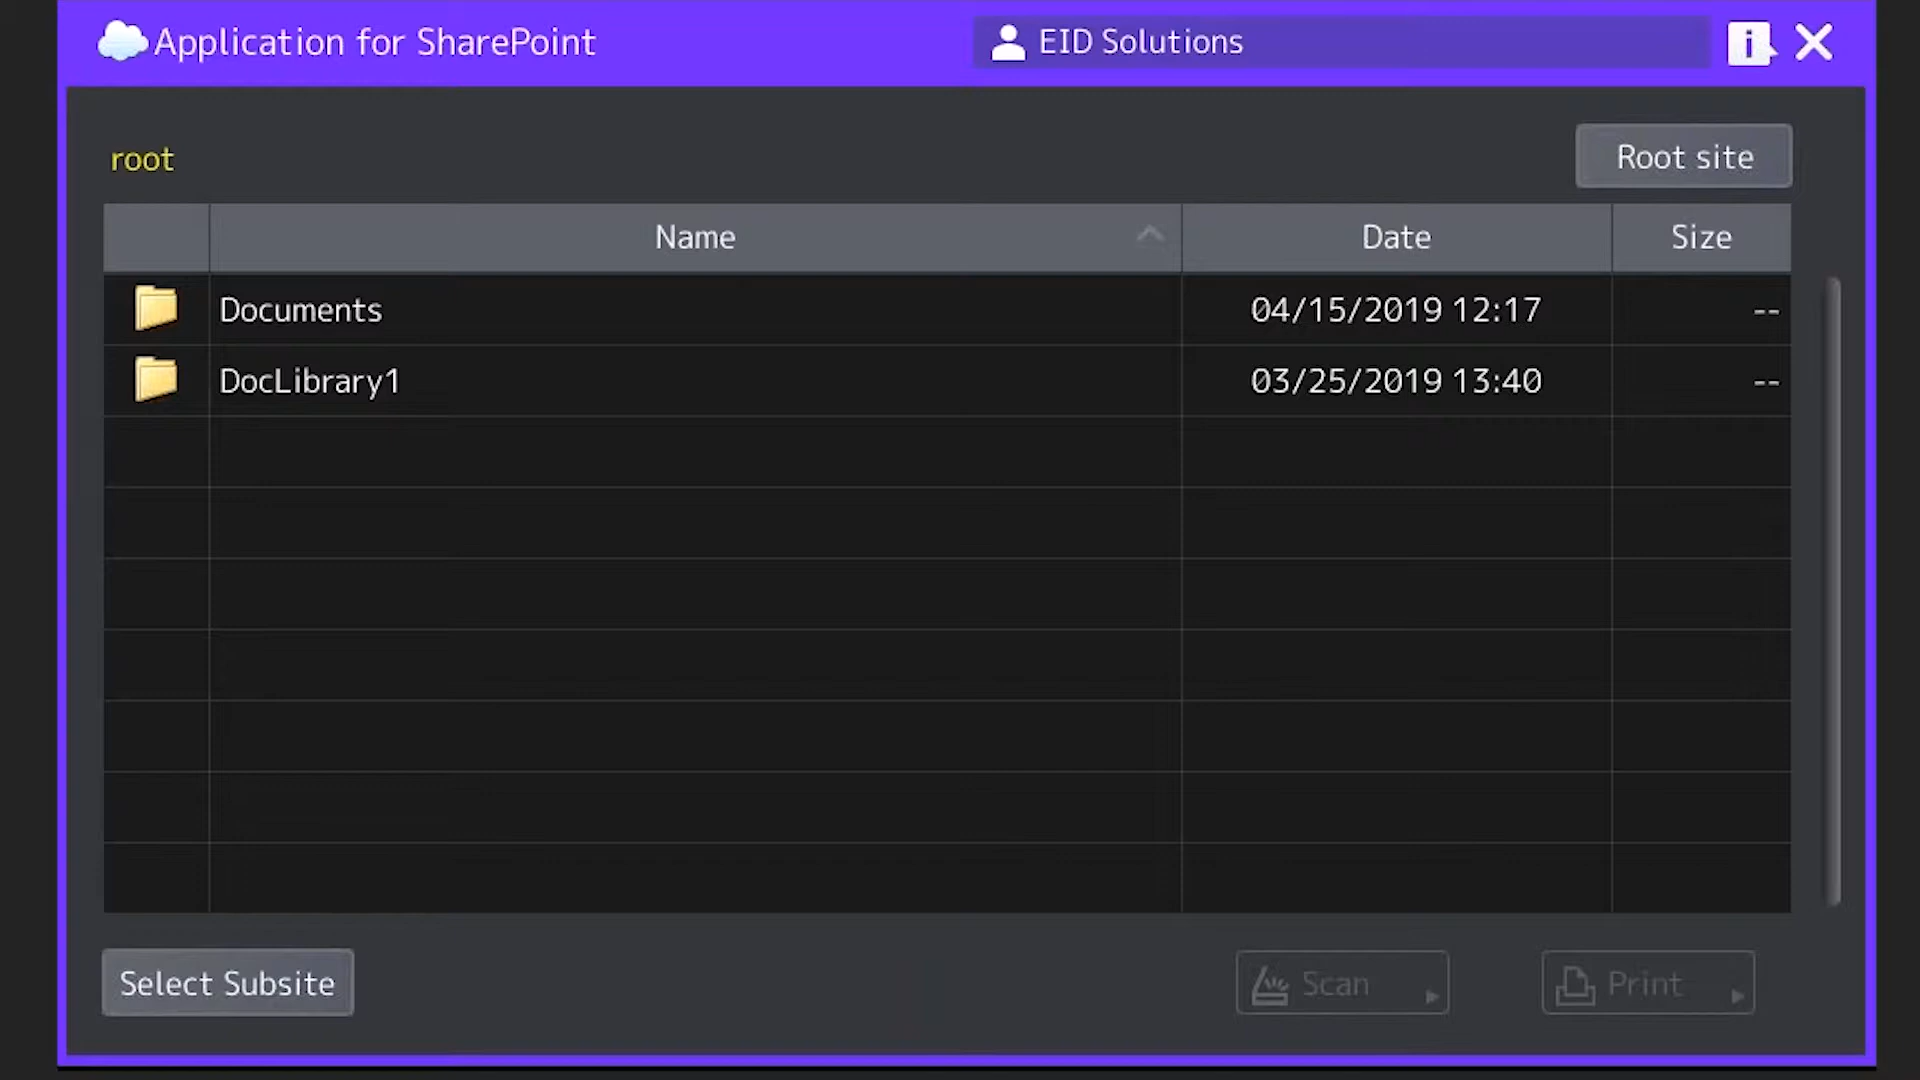 Application for SharePoint
EID Solutions
root
Root site
Name Date Size
Documents 04/15/2019 12:17 --
DocLibrary1 03/25/2019 13:40 --
Select Subsite
Scan
Print